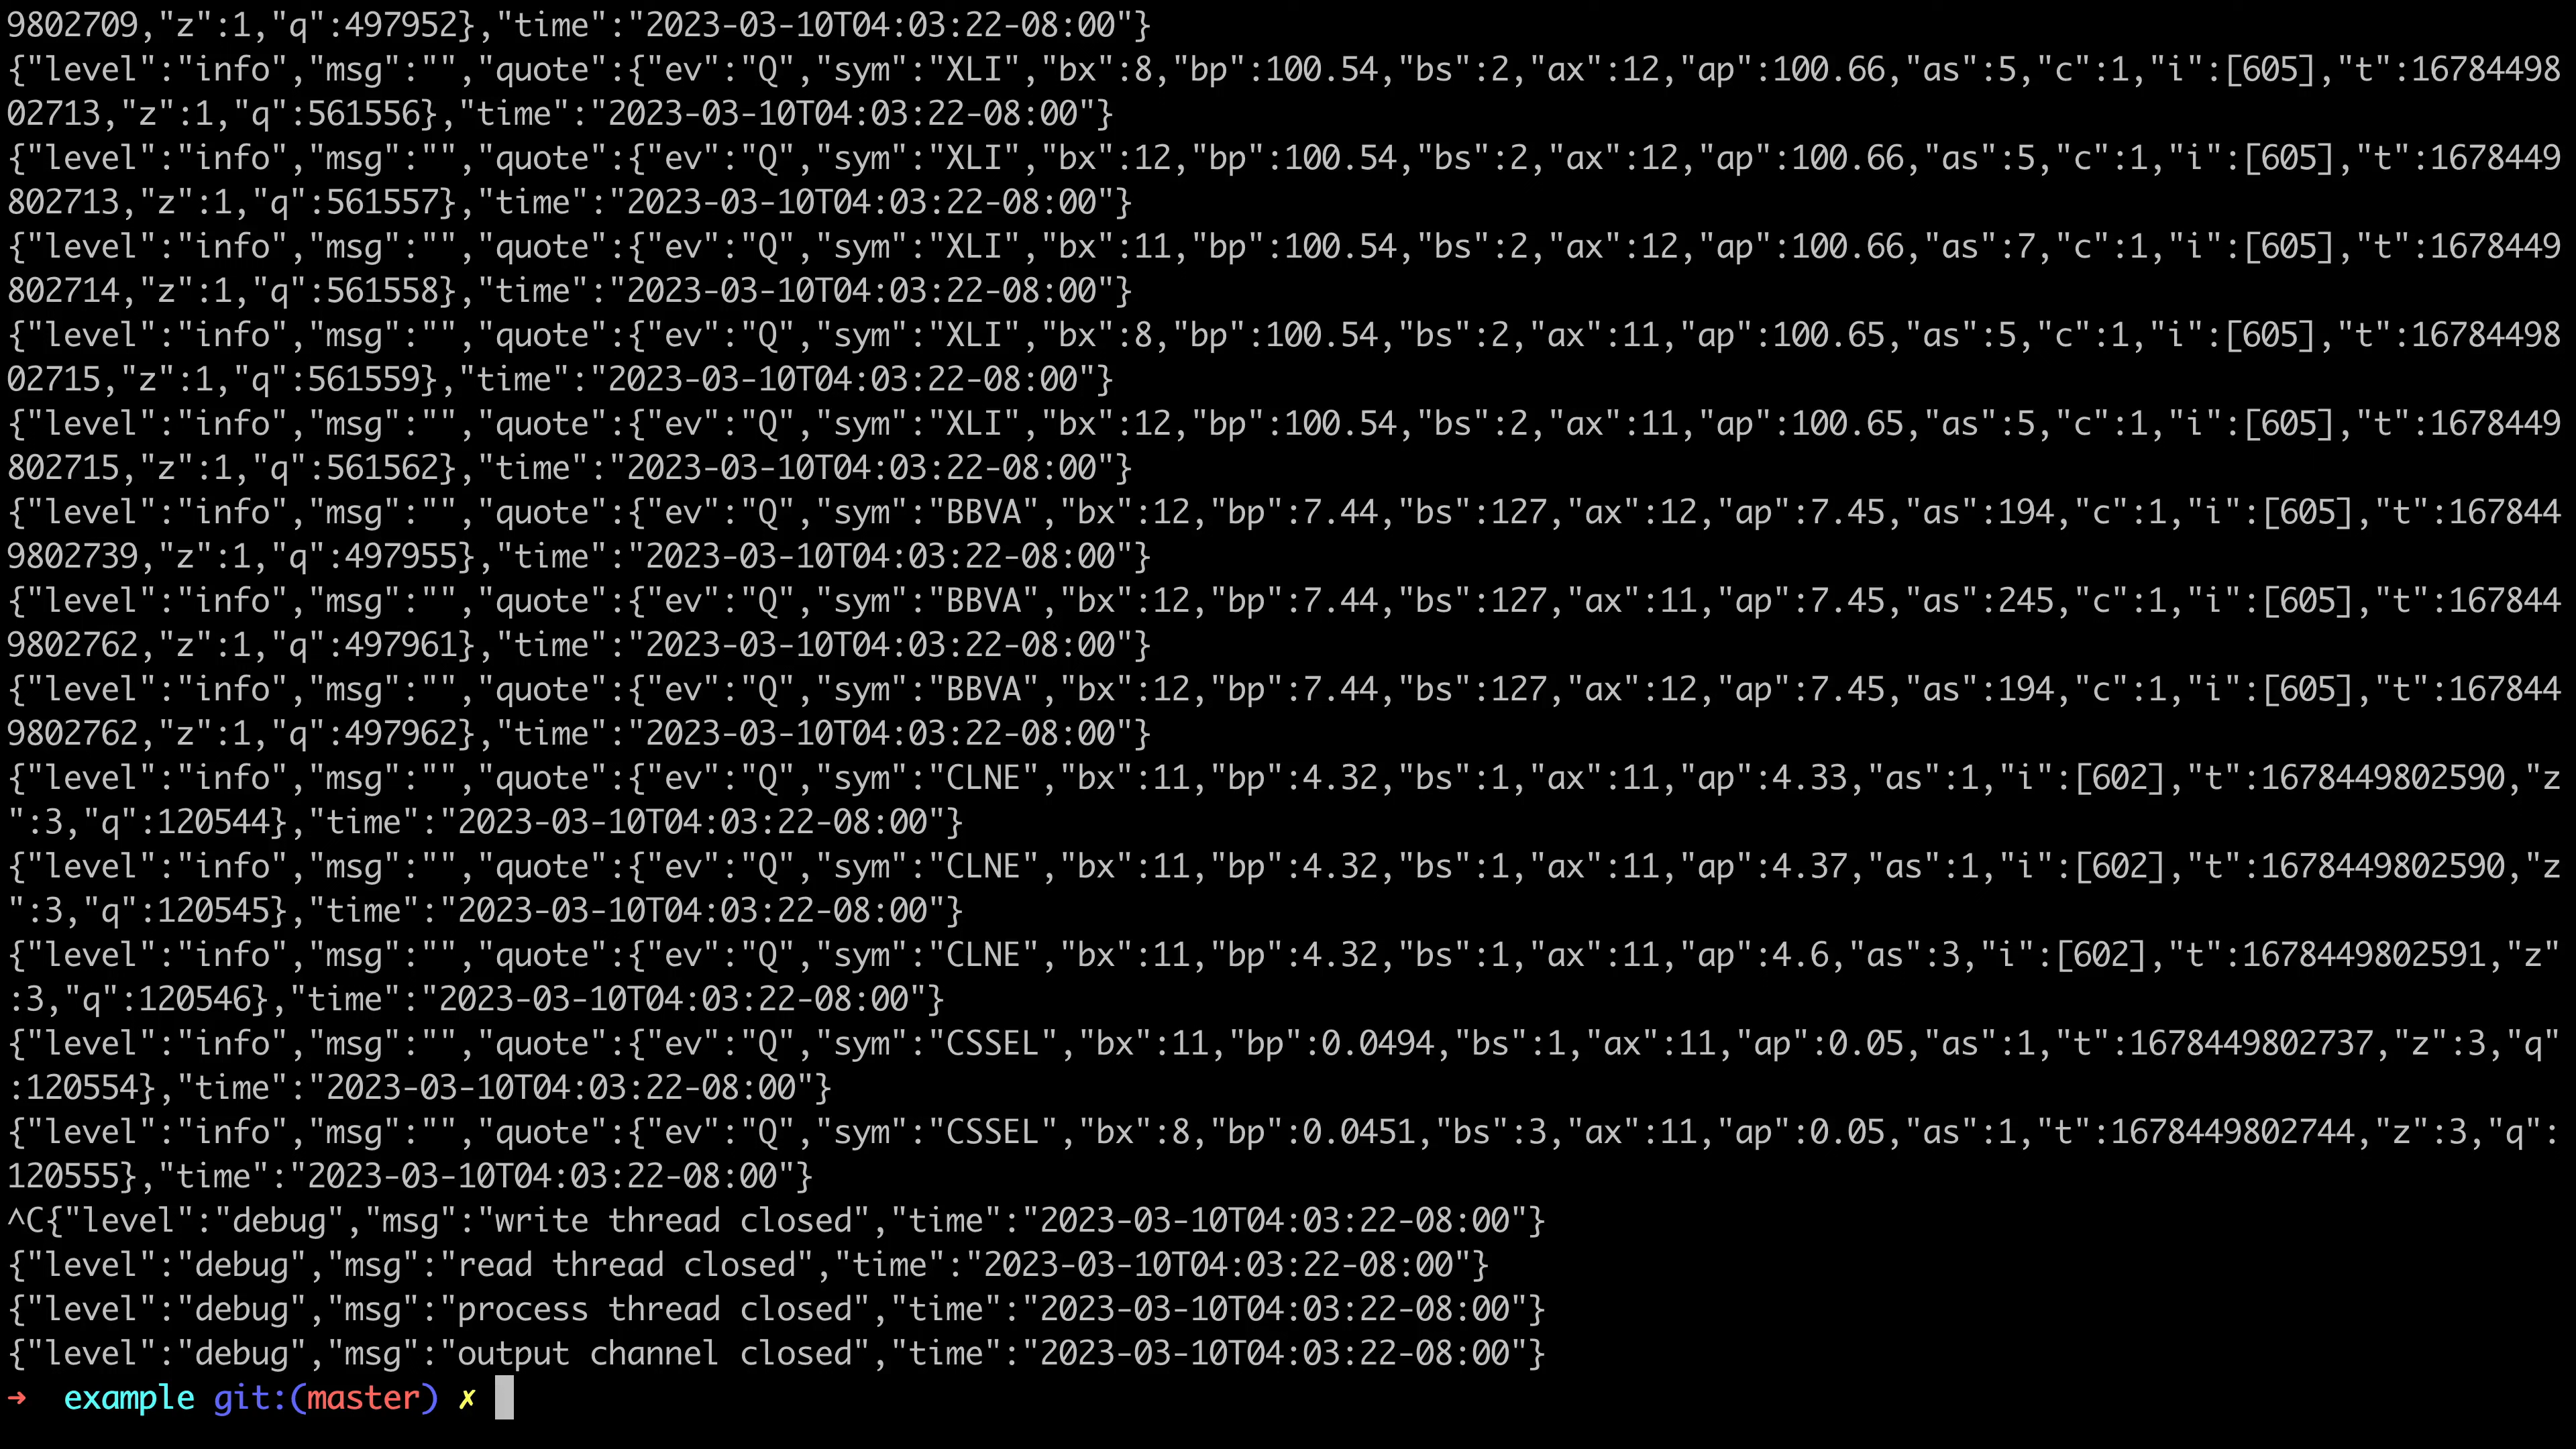 9802709,"z":1,"q":497952},"time":"2023-03-10T04:03:22-08:00"}
{"level":"info","msg":"","quote":{"ev":"Q","sym":"XLI","bx":8,"bp":100.54,"bs":2,"ax":12,"ap":100.66,"as":5,"c":1,"i":[605],"t":16784498
02713,"z":1,"q":561556},"time":"2023-03-10T04:03:22-08:00"}
{"level":"info","msg":"","quote":{"ev":"Q","sym":"XLI","bx":12,"bp":100.54,"bs":2,"ax":12,"ap":100.66,"as":5,"c":1,"i":[605],"t":1678449
802713,"z":1,"q":561557},"time":"2023-03-10T04:03:22-08:00"}
{"level":"info","msg":"","quote":{"ev":"Q","sym":"XLI","bx":11,"bp":100.54,"bs":2,"ax":12,"ap":100.66,"as":7,"c":1,"i":[605],"t":1678449
802714,"z":1,"q":561558},"time":"2023-03-10T04:03:22-08:00"}
{"level":"info","msg":"","quote":{"ev":"Q","sym":"XLI","bx":8,"bp":100.54,"bs":2,"ax":11,"ap":100.65,"as":5,"c":1,"i":[605],"t":16784498
02715,"z":1,"q":561559},"time":"2023-03-10T04:03:22-08:00"}
{"level":"info","msg":"","quote":{"ev":"Q","sym":"XLI","bx":12,"bp":100.54,"bs":2,"ax":11,"ap":100.65,"as":5,"c":1,"i":[605],"t":1678449
802715,"z":1,"q":561562},"time":"2023-03-10T04:03:22-08:00"}
{"level":"info","msg":"","quote":{"ev":"Q","sym":"BBVA","bx":12,"bp":7.44,"bs":127,"ax":12,"ap":7.45,"as":194,"c":1,"i":[605],"t":167844
9802739,"z":1,"q":497955},"time":"2023-03-10T04:03:22-08:00"}
{"level":"info","msg":"","quote":{"ev":"Q","sym":"BBVA","bx":12,"bp":7.44,"bs":127,"ax":11,"ap":7.45,"as":245,"c":1,"i":[605],"t":167844
9802762,"z":1,"q":497961},"time":"2023-03-10T04:03:22-08:00"}
{"level":"info","msg":"","quote":{"ev":"Q","sym":"BBVA","bx":12,"bp":7.44,"bs":127,"ax":12,"ap":7.45,"as":194,"c":1,"i":[605],"t":167844
9802762,"z":1,"q":497962},"time":"2023-03-10T04:03:22-08:00"}
{"level":"info","msg":"","quote":{"ev":"Q","sym":"CLNE","bx":11,"bp":4.32,"bs":1,"ax":11,"ap":4.33,"as":1,"i":[602],"t":1678449802590,"z
":3,"q":120544},"time":"2023-03-10T04:03:22-08:00"}
{"level":"info","msg":"","quote":{"ev":"Q","sym":"CLNE","bx":11,"bp":4.32,"bs":1,"ax":11,"ap":4.37,"as":1,"i":[602],"t":1678449802590,"z
":3,"q":120545},"time":"2023-03-10T04:03:22-08:00"}
{"level":"info","msg":"","quote":{"ev":"Q","sym":"CLNE","bx":11,"bp":4.32,"bs":1,"ax":11,"ap":4.6,"as":3,"i":[602],"t":1678449802591,"z"
:3,"q":120546},"time":"2023-03-10T04:03:22-08:00"}
{"level":"info","msg":"","quote":{"ev":"Q","sym":"CSSEL","bx":11,"bp":0.0494,"bs":1,"ax":11,"ap":0.05,"as":1,"t":1678449802737,"z":3,"q"
:120554},"time":"2023-03-10T04:03:22-08:00"}
{"level":"info","msg":"","quote":{"ev":"Q","sym":"CSSEL","bx":8,"bp":0.0451,"bs":3,"ax":11,"ap":0.05,"as":1,"t":1678449802744,"z":3,"q":
120555},"time":"2023-03-10T04:03:22-08:00"}
^C{"level":"debug","msg":"write thread closed","time":"2023-03-10T04:03:22-08:00"}
{"level":"debug","msg":"read thread closed","time":"2023-03-10T04:03:22-08:00"}
{"level":"debug","msg":"process thread closed","time":"2023-03-10T04:03:22-08:00"}
{"level":"debug","msg":"output channel closed","time":"2023-03-10T04:03:22-08:00"}
→ example git:(master) ✗